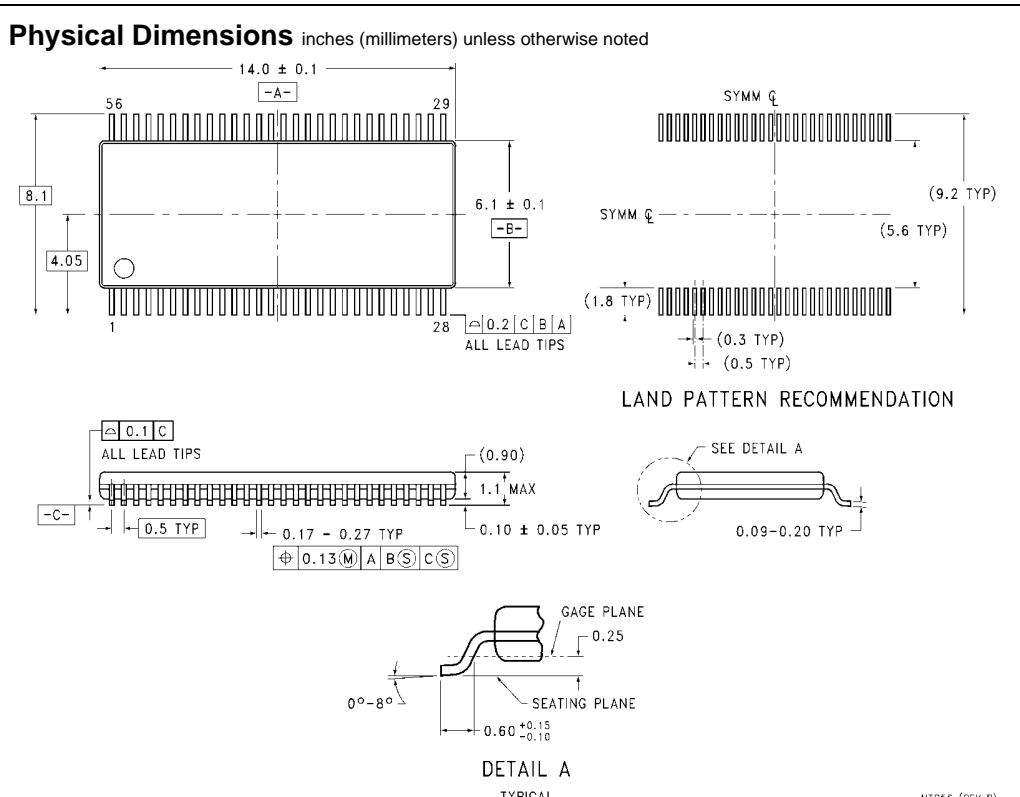 Physical Dimensions inches (millimeters) unless otherwise noted
14.0 ± 0.1
-A-
56
29
8.1
4.05
6.1 ± 0.1
-B-
1
28
⌓ 0.2 C B A
ALL LEAD TIPS
SYMM ℄
SYMM ℄
(9.2 TYP)
(5.6 TYP)
(1.8 TYP)
(0.3 TYP)
(0.5 TYP)
LAND PATTERN RECOMMENDATION
⌓ 0.1 C
ALL LEAD TIPS
(0.90)
1.1 MAX
-C-
0.5 TYP
0.17 - 0.27 TYP
0.10 ± 0.05 TYP
⌖ 0.13 Ⓜ A B Ⓢ C Ⓢ
SEE DETAIL A
0.09-0.20 TYP
GAGE PLANE
0.25
0°-8°
SEATING PLANE
0.60 +0.15 -0.10
DETAIL A
TYPICAL